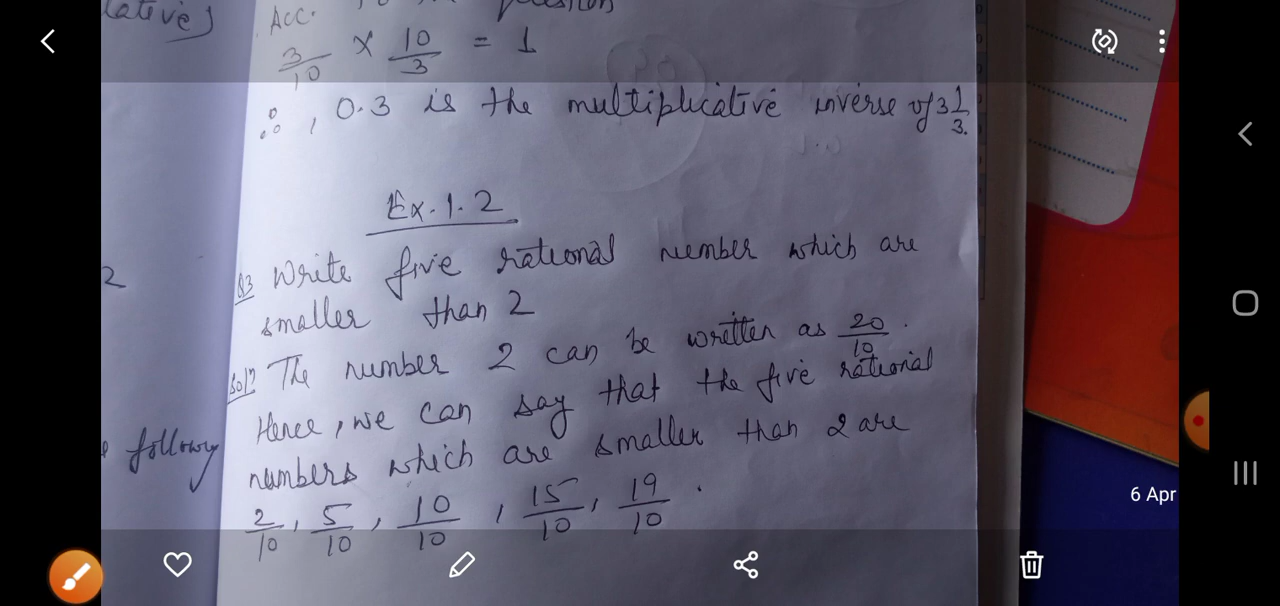 lative)
Acc.
3/10 × 10/3 = 1
∴, 0.3 is the multiplicative inverse of 3 1/3.
Ex. 1.2
Q3 Write five rational number which are
smaller than 2
Sol? The number 2 can be written as 20/10.
Hence, we can say that the five rational
numbers which are smaller than 2 are
2/10, 5/10, 10/10, 15/10, 19/10.
2
following
6 Apr